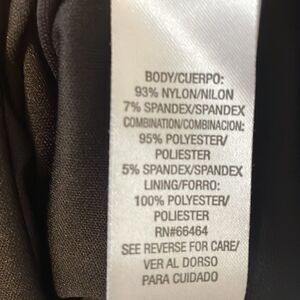 BODY/CUERPO:
93% NYLON/NILON
7% SPANDEX/SPANDEX
COMBINATION/COMBINACION:
95% POLYESTER/
POLIESTER
5% SPANDEX/SPANDEX
LINING/FORRO:
100% POLYESTER/
POLIESTER
RN#66464
SEE REVERSE FOR CARE/
VER AL DORSO
PARA CUIDADO